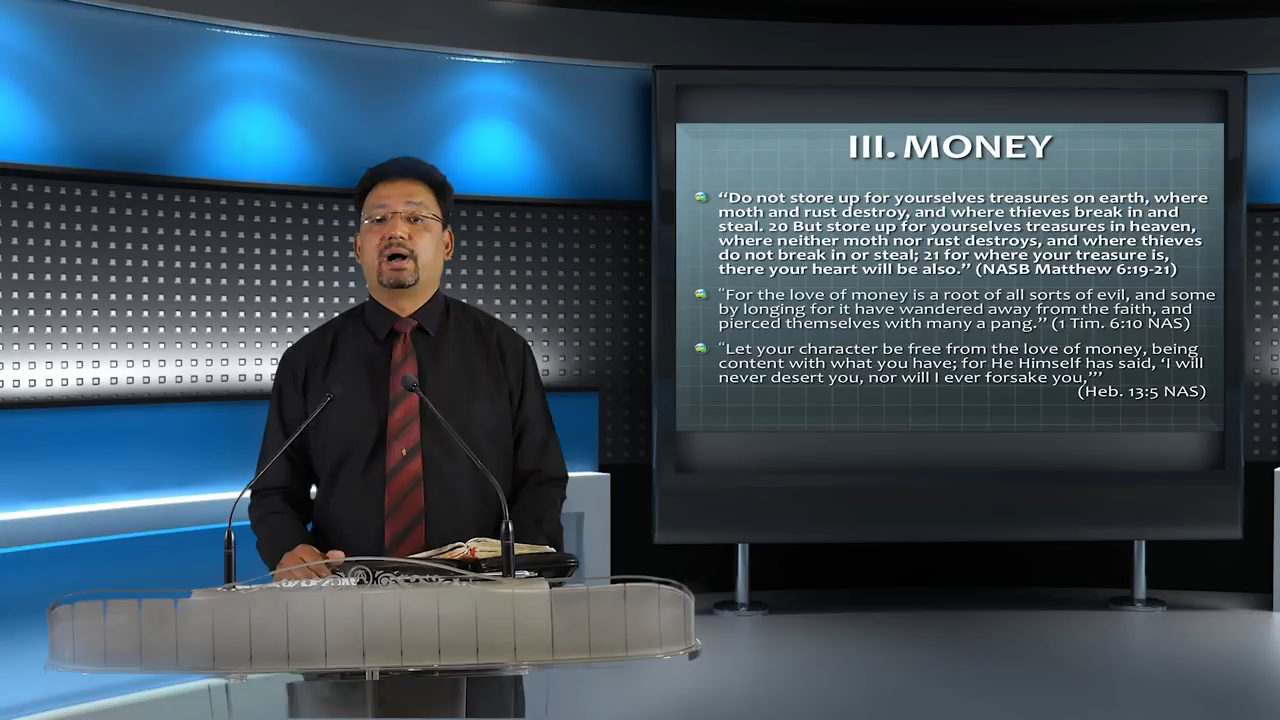 III. MONEY
“Do not store up for yourselves treasures on earth, where
moth and rust destroy, and where thieves break in and
steal. 20 But store up for yourselves treasures in heaven,
where neither moth nor rust destroys, and where thieves
do not break in or steal; 21 for where your treasure is,
there your heart will be also.” (NASB Matthew 6:19-21)
“For the love of money is a root of all sorts of evil, and some
by longing for it have wandered away from the faith, and
pierced themselves with many a pang.” (1 Tim. 6:10 NAS)
“Let your character be free from the love of money, being
content with what you have; for He Himself has said, ‘I will
never desert you, nor will I ever forsake you,’”
(Heb. 13:5 NAS)